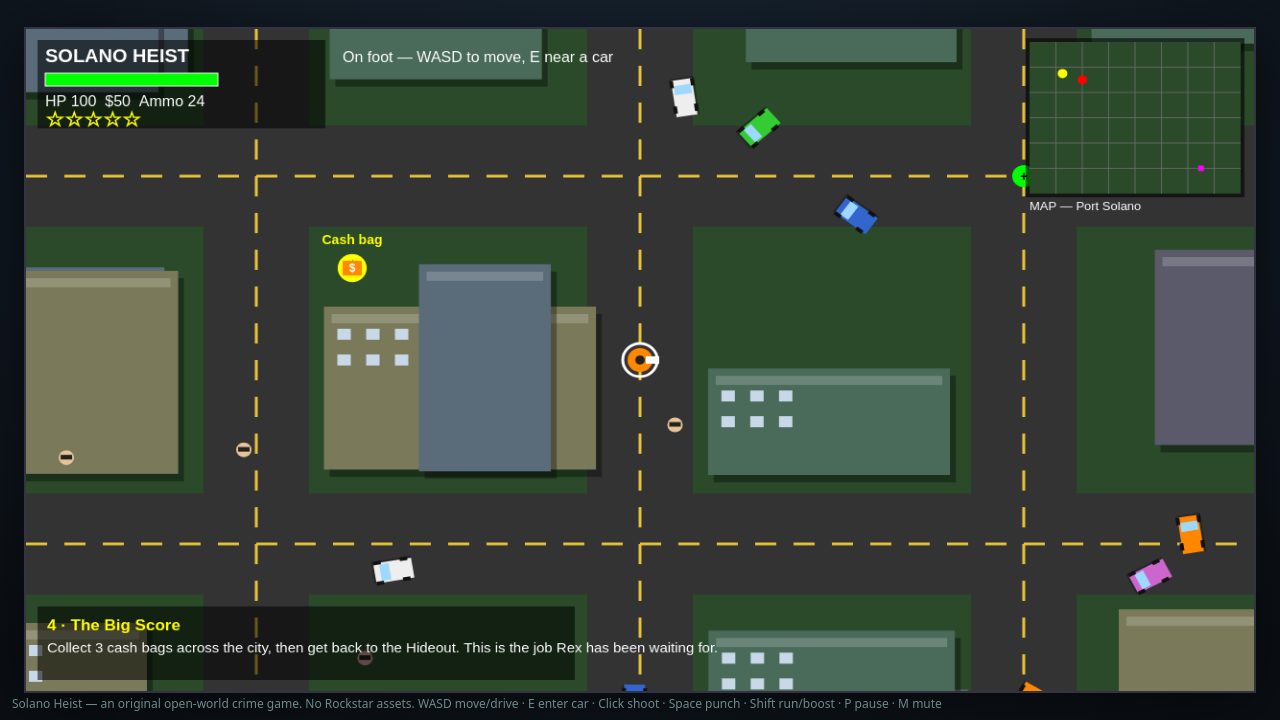 SOLANO HEIST
On foot — WASD to move, E near a car
HP 100 $50 Ammo 24
☆☆☆☆☆
MAP — Port Solano
+
Cash bag
$
4 · The Big Score
Collect 3 cash bags across the city, then get back to the Hideout. This is the job Rex has been waiting for.
Solano Heist — an original open-world crime game. No Rockstar assets. WASD move/drive · E enter car · Click shoot · Space punch · Shift run/boost · P pause · M mute